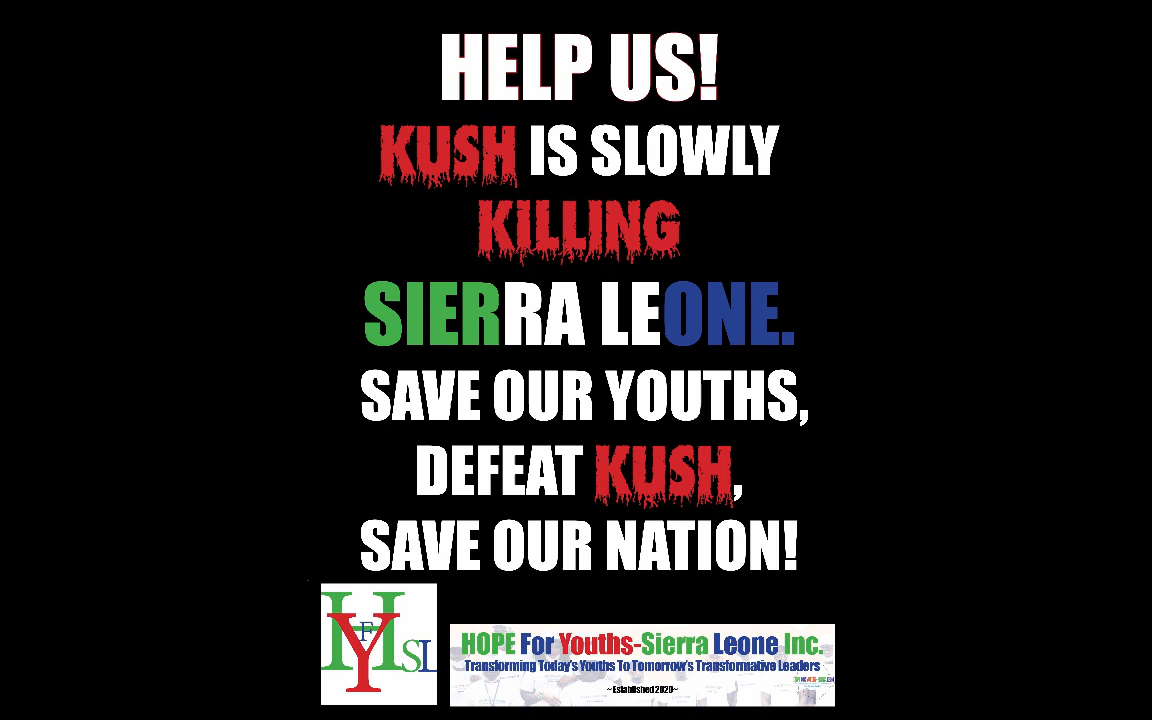 HELP US!
KUSH IS SLOWLY
KILLING
SIERRA LEONE.
SAVE OUR YOUTHS,
DEFEAT KUSH,
SAVE OUR NATION!
HYFSL
HOPE For Youths-Sierra Leone Inc.
Transforming Today's Youths To Tomorrow's Transformative Leaders
~Established 2020~